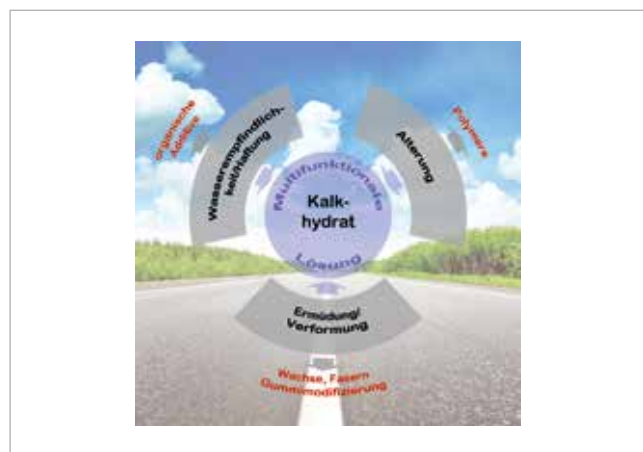 organische
Additive
Wasserempfindlich-
keit/Haftung
Alterung
Polymere
Multifunktionale
Kalk-
hydrat
Lösung
Ermüdung/
Verformung
Wachse, Fasern
Gummimodifizierung